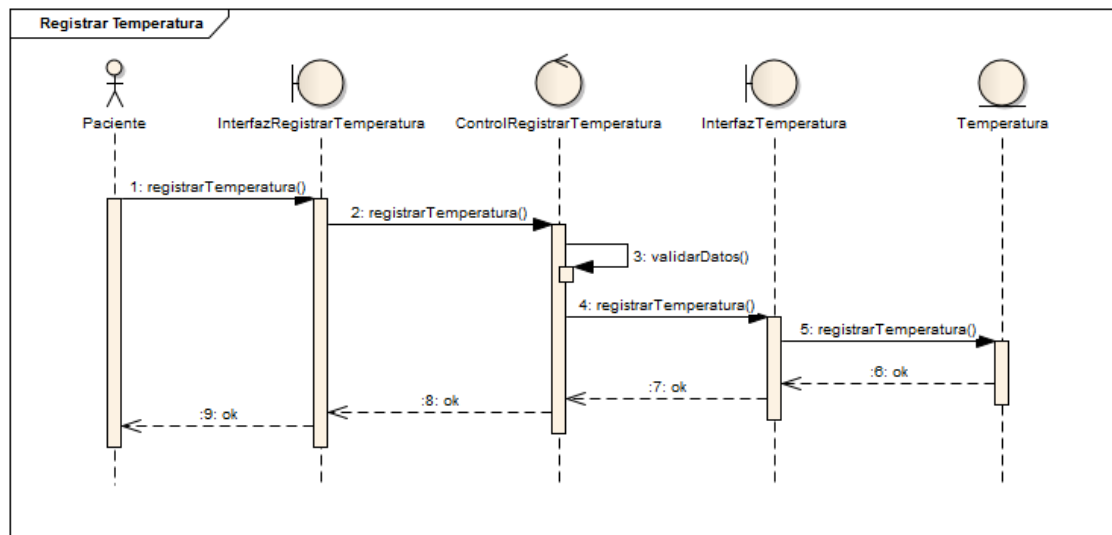 Registrar Temperatura
Paciente
InterfazRegistrarTemperatura
ControlRegistrarTemperatura
InterfazTemperatura
Temperatura
1: registrarTemperatura()
2: registrarTemperatura()
3: validarDatos()
4: registrarTemperatura()
5: registrarTemperatura()
:6: ok
:7: ok
:8: ok
:9: ok